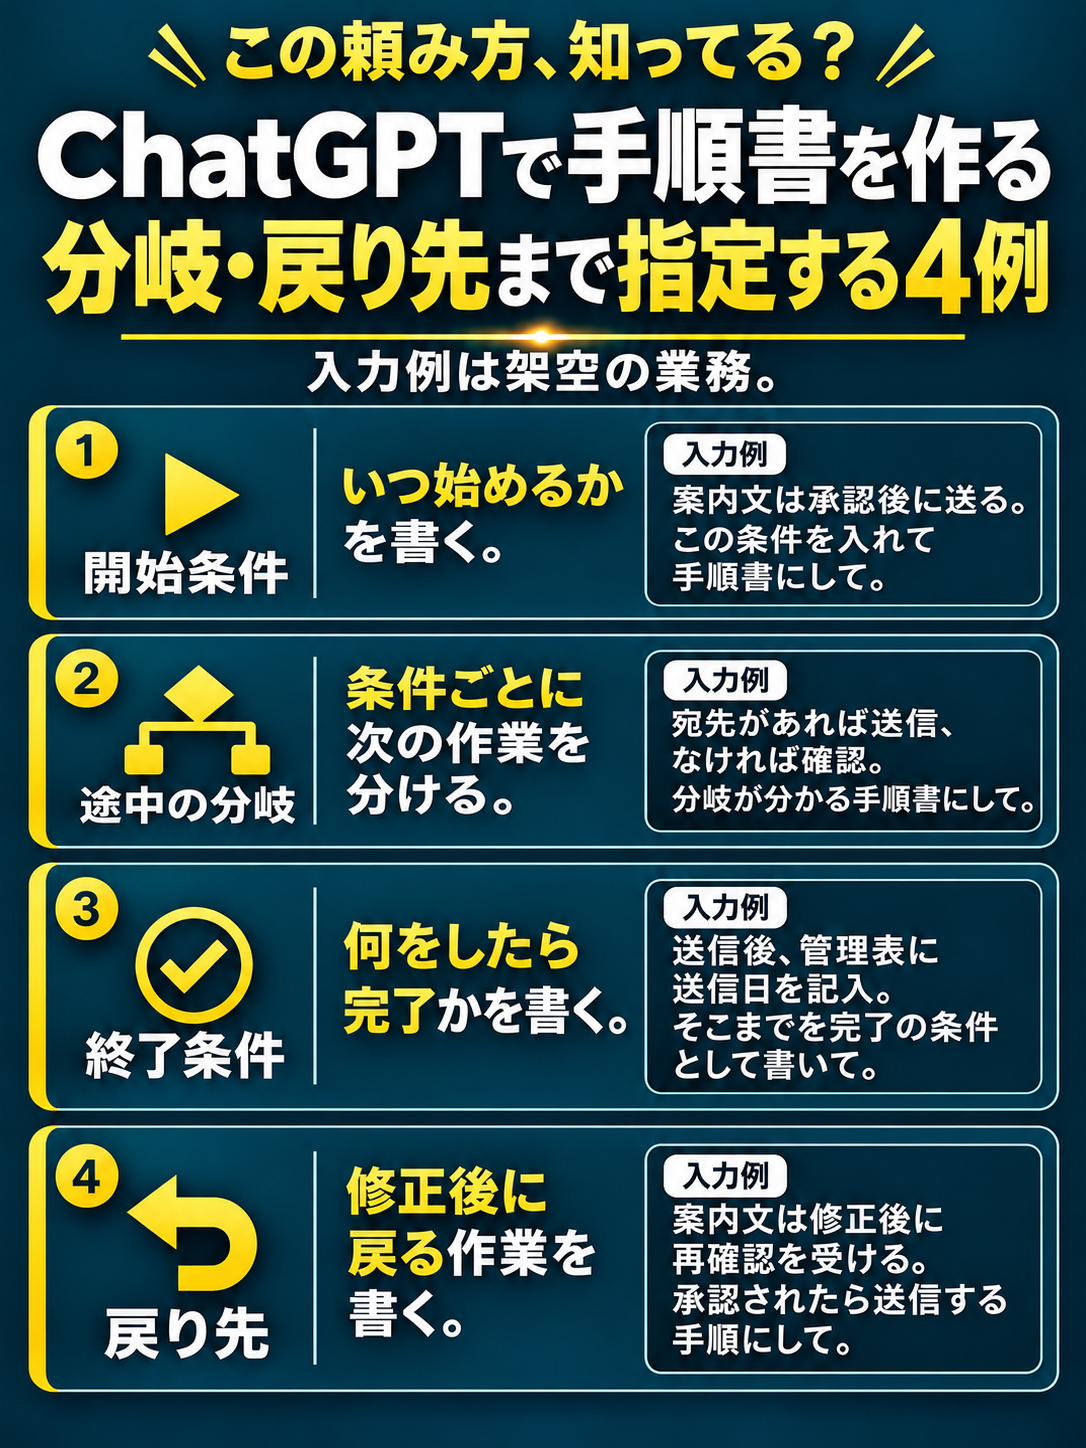 この頼み方、知ってる?
ChatGPTで手順書を作る
分岐・戻り先まで指定する4例
入力例は架空の業務。
1
開始条件
いつ始めるか
を書く。
入力例
案内文は承認後に送る。
この条件を入れて
手順書にして。
2
途中の分岐
条件ごとに
次の作業を
分ける。
入力例
宛先があれば送信、
なければ確認。
分岐が分かる手順書にして。
3
終了条件
何をしたら
完了かを書く。
入力例
送信後、管理表に
送信日を記入。
そこまでを完了の条件
として書いて。
4
戻り先
修正後に
戻る作業を
書く。
入力例
案内文は修正後に
再確認を受ける。
承認されたら送信する
手順にして。